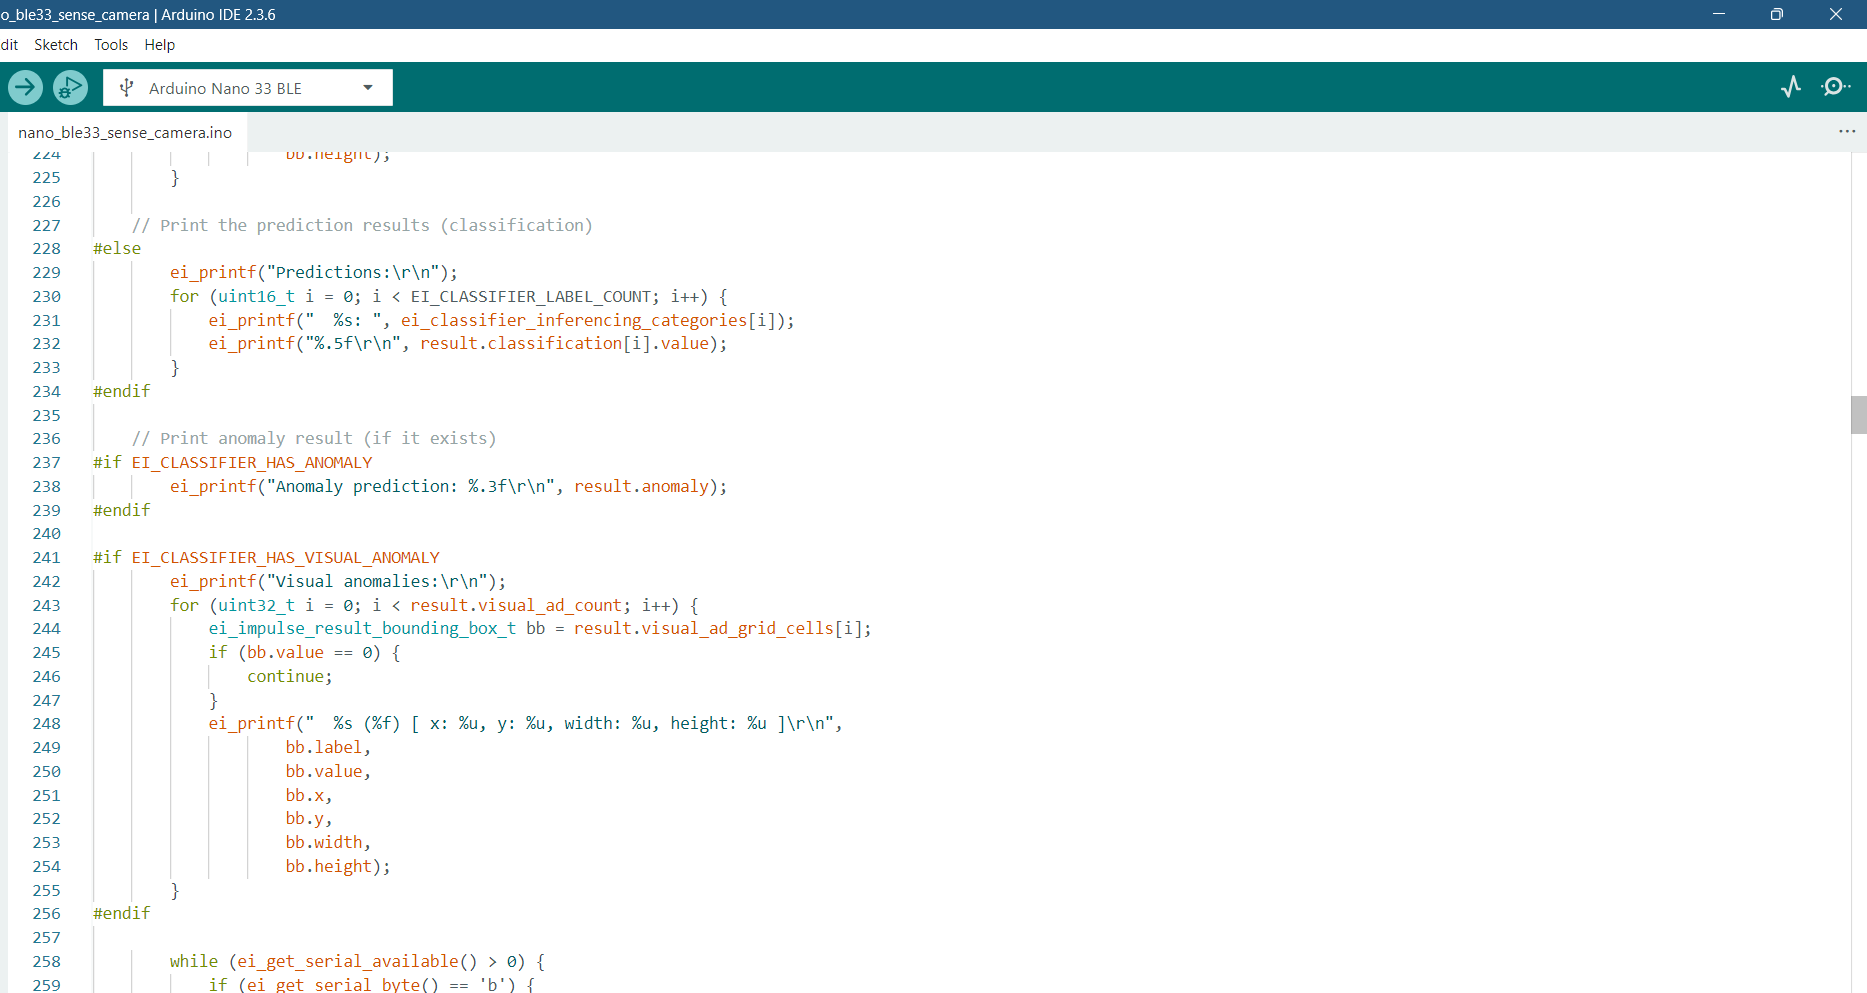 o_ble33_sense_camera | Arduino IDE 2.3.6
dit Sketch Tools Help
Arduino Nano 33 BLE
nano_ble33_sense_camera.ino
224                     bb.height);
225         }
226
227     // Print the prediction results (classification)
228 #else
229         ei_printf("Predictions:\r\n");
230         for (uint16_t i = 0; i < EI_CLASSIFIER_LABEL_COUNT; i++) {
231             ei_printf("  %s: ", ei_classifier_inferencing_categories[i]);
232             ei_printf("%.5f\r\n", result.classification[i].value);
233         }
234 #endif
235
236     // Print anomaly result (if it exists)
237 #if EI_CLASSIFIER_HAS_ANOMALY
238         ei_printf("Anomaly prediction: %.3f\r\n", result.anomaly);
239 #endif
240
241 #if EI_CLASSIFIER_HAS_VISUAL_ANOMALY
242         ei_printf("Visual anomalies:\r\n");
243         for (uint32_t i = 0; i < result.visual_ad_count; i++) {
244             ei_impulse_result_bounding_box_t bb = result.visual_ad_grid_cells[i];
245             if (bb.value == 0) {
246                 continue;
247             }
248             ei_printf("  %s (%f) [ x: %u, y: %u, width: %u, height: %u ]\r\n",
249                     bb.label,
250                     bb.value,
251                     bb.x,
252                     bb.y,
253                     bb.width,
254                     bb.height);
255         }
256 #endif
257
258         while (ei_get_serial_available() > 0) {
259             if (ei_get_serial_byte() == 'b') {